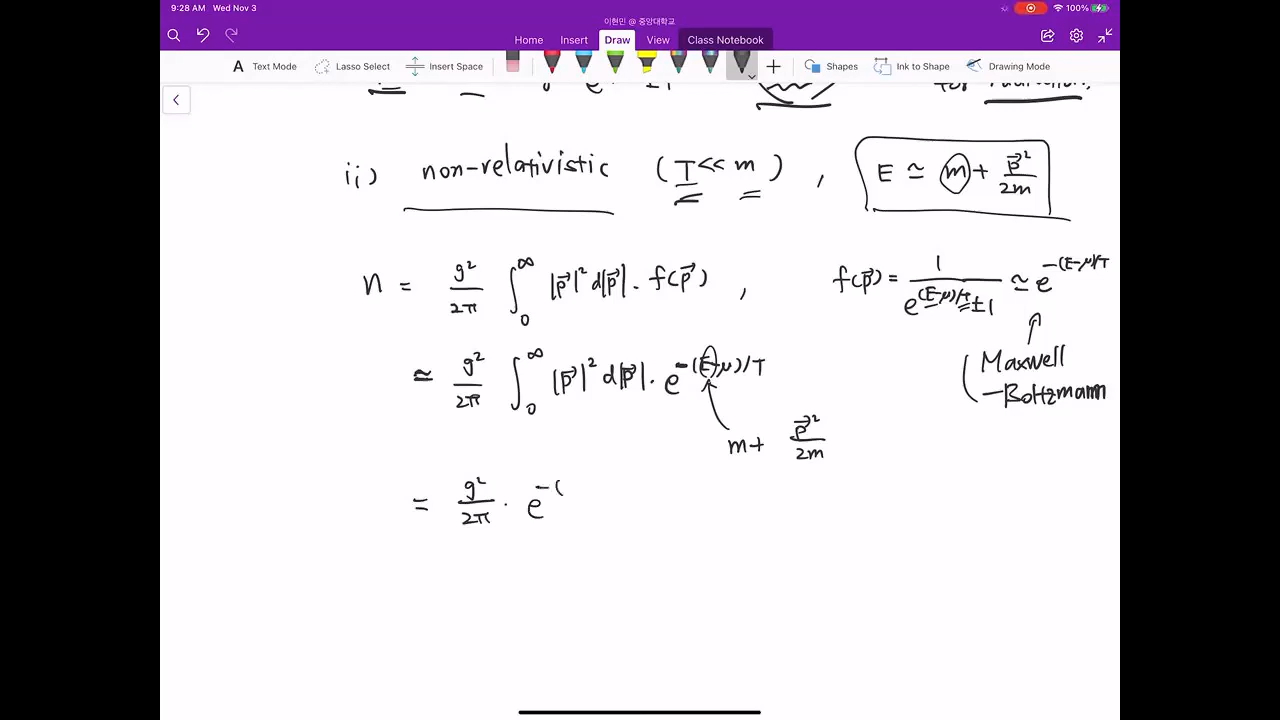 9:28 AM Wed Nov 3
100%
이현민 @ 중앙대학교
Home Insert Draw View Class Notebook
Text Mode Lasso Select Insert Space Shapes Ink to Shape Drawing Mode
ii) non-relativistic (T << m), E ≃ m + p⃗²/2m
n = g²/2π ∫₀^∞ |p⃗|² d|p⃗| · f(p⃗), f(p⃗) = 1/(e^{(E-μ)/T} ± 1) ≃ e^{-(E-μ)/T}
≃ g²/2π ∫₀^∞ |p⃗|² d|p⃗| · e^{-(E-μ)/T}
Maxwell
-Boltzmann
m + p⃗²/2m
= g²/2π · e^{-(